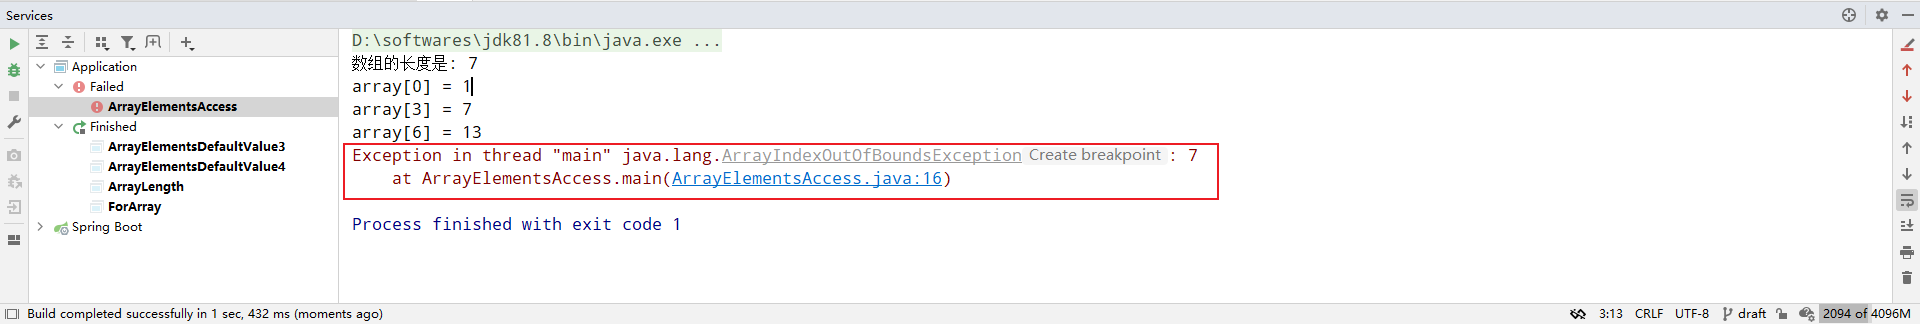 Services
Application
Failed
ArrayElementsAccess
Finished
ArrayElementsDefaultValue3
ArrayElementsDefaultValue4
ArrayLength
ForArray
Spring Boot
D:\softwares\jdk81.8\bin\java.exe ...
数组的长度是: 7
array[0] = 1
array[3] = 7
array[6] = 13
Exception in thread "main" java.lang.ArrayIndexOutOfBoundsException Create breakpoint : 7
at ArrayElementsAccess.main(ArrayElementsAccess.java:16)
Process finished with exit code 1
Build completed successfully in 1 sec, 432 ms (moments ago)
3:13 CRLF UTF-8 draft 2094 of 4096M